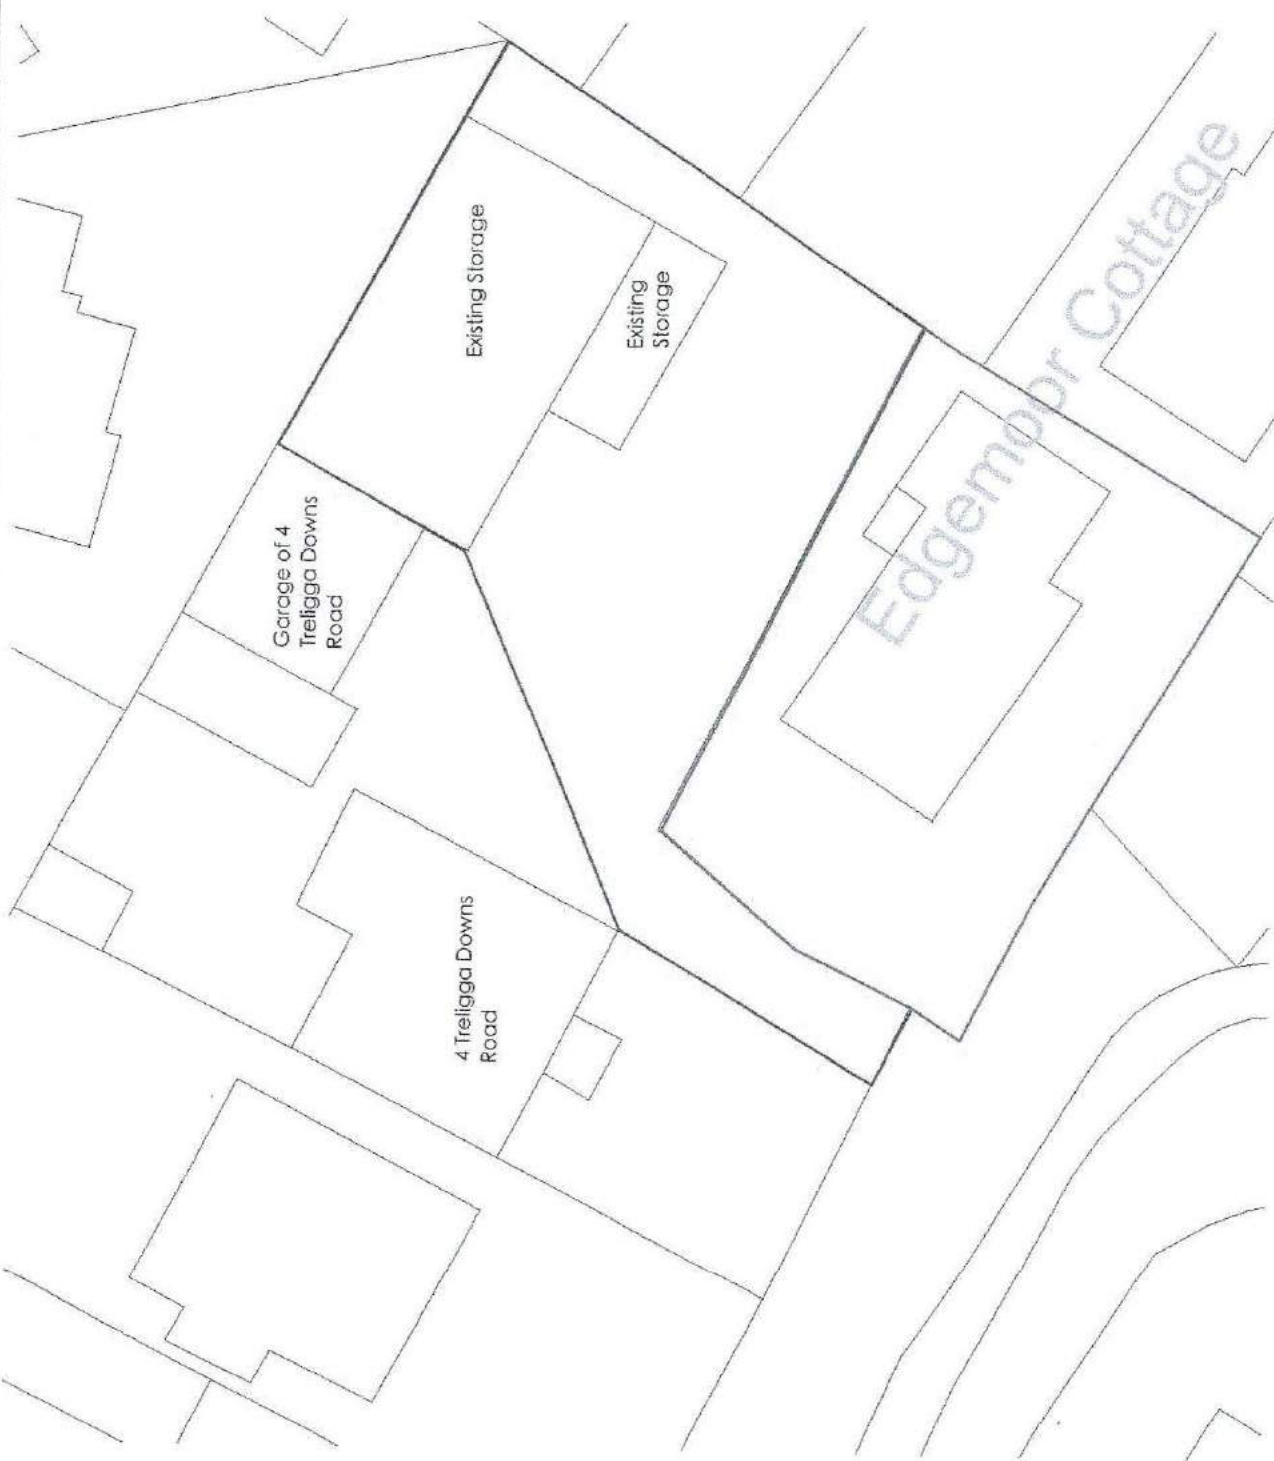 Existing Storage
Existing
Storage
Garage of 4
Treligga Downs
Road
4 Treligga Downs
Road
Edgemoor Cottage